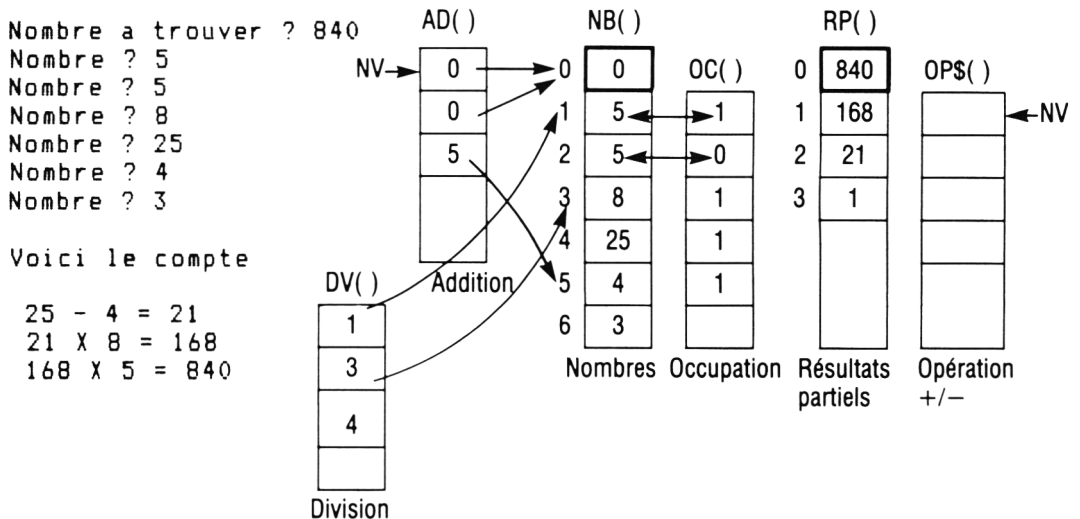 Nombre a trouver ? 840
Nombre ? 5
Nombre ? 5
Nombre ? 8
Nombre ? 25
Nombre ? 4
Nombre ? 3
Voici le compte
25 - 4 = 21
21 X 8 = 168
168 X 5 = 840
DV( )
1
3
4
Division
AD( )
NV
0
0
5
Addition
NB( )
0 0
1 5
2 5
3 8
4 25
5 4
6 3
Nombres
OC( )
1
0
1
1
1
Occupation
RP( )
0 840
1 168
2 21
3 1
Résultats
partiels
OP$( )
NV
Opération
+/−